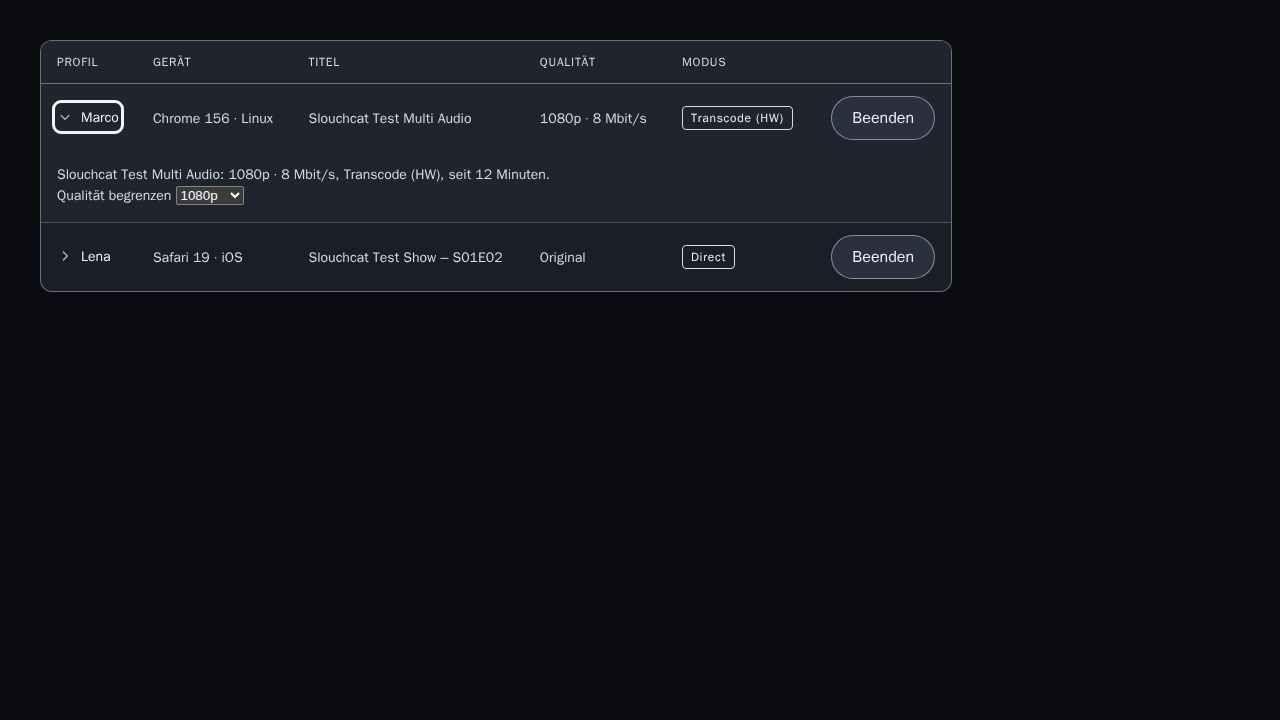 PROFIL GERÄT TITEL QUALITÄT MODUS
Marco Chrome 156 · Linux Slouchcat Test Multi Audio 1080p · 8 Mbit/s Transcode (HW) Beenden
Slouchcat Test Multi Audio: 1080p · 8 Mbit/s, Transcode (HW), seit 12 Minuten.
Qualität begrenzen 1080p
Lena Safari 19 · iOS Slouchcat Test Show – S01E02 Original Direct Beenden